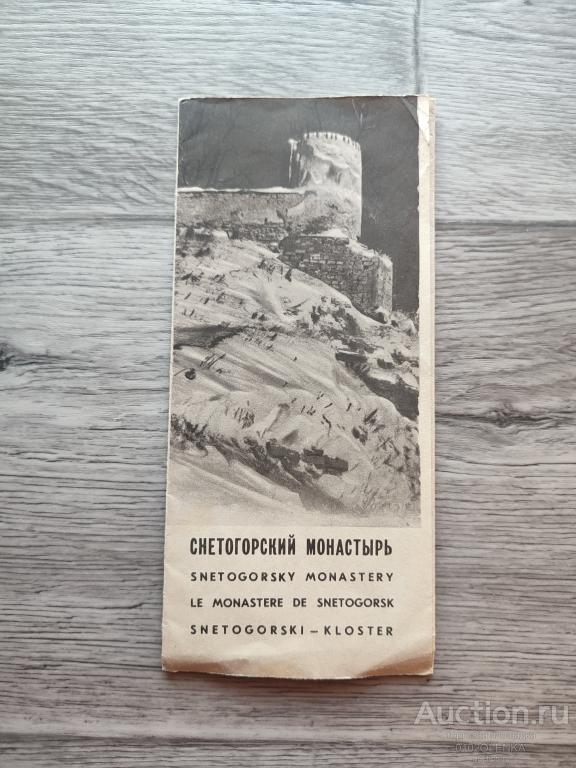 СНЕТОГОРСКИЙ МОНАСТЫРЬ
SNETOGORSKY MONASTERY
LE MONASTERE DE SNETOGORSK
SNETOGORSKI – KLOSTER
Auction.ru